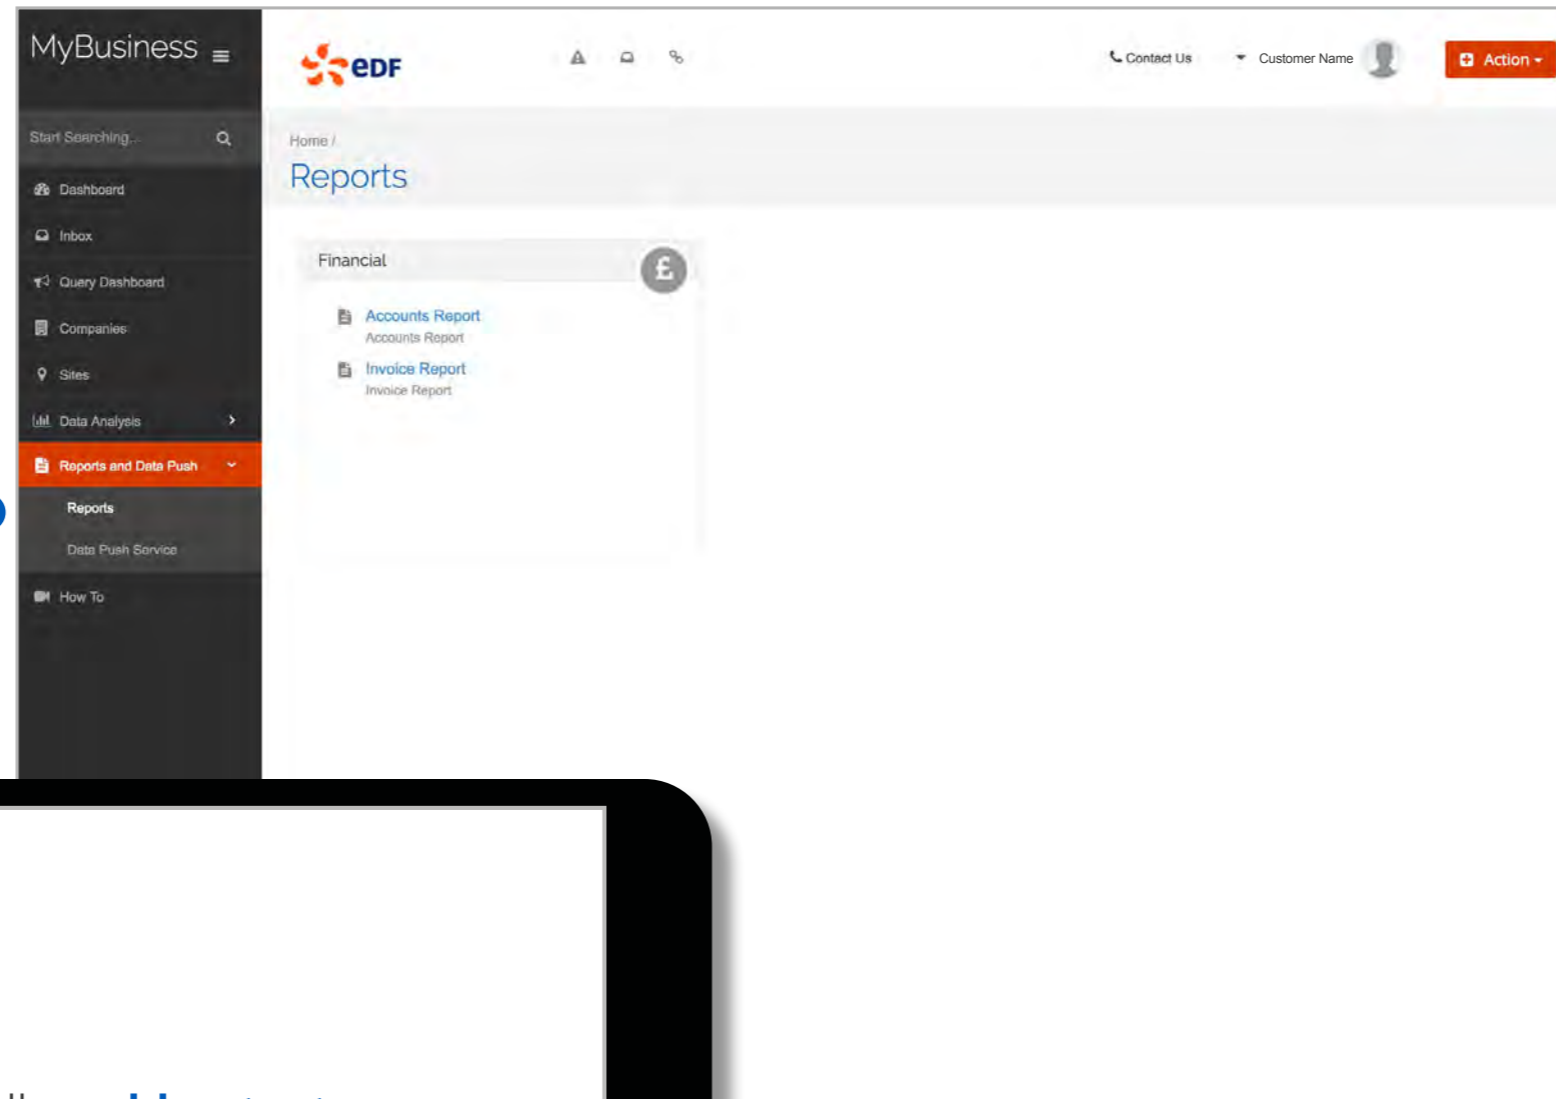 MyBusiness
eDF
Contact Us
Customer Name
Action
Start Searching...
Home /
Reports
Dashboard
Inbox
Query Dashboard
Companies
Sites
Data Analysis
Reports and Data Push
Reports
Data Push Service
How To
Financial
£
Accounts Report
Accounts Report
Invoice Report
Invoice Report